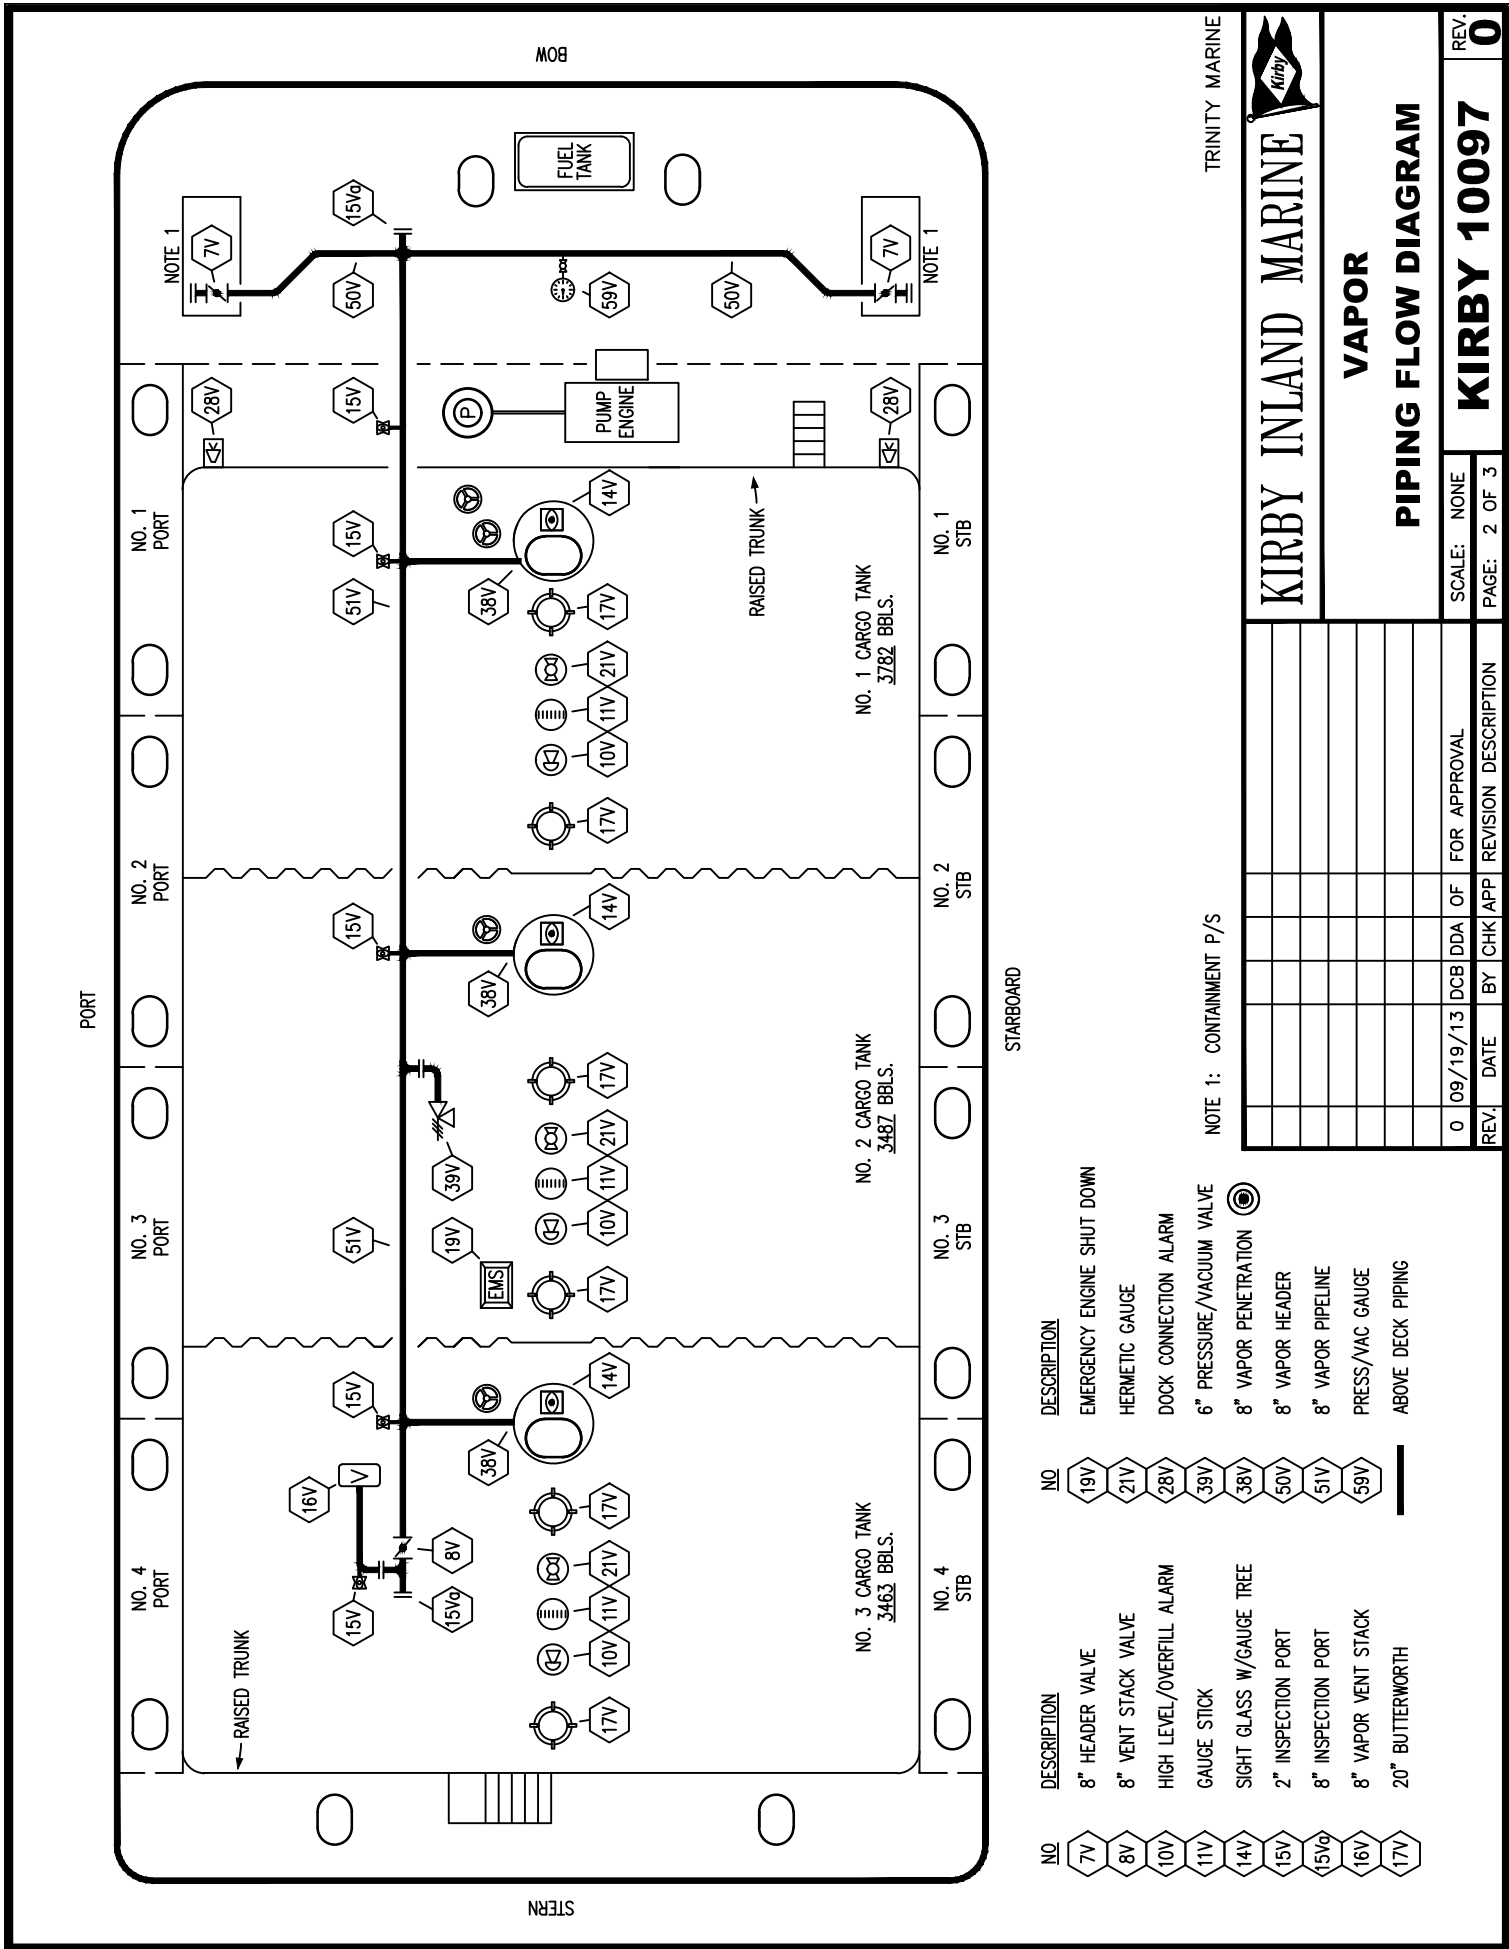 PORT
STERN
BOW
STARBOARD
NO. 4
PORT
NO. 3
PORT
NO. 2
PORT
NO. 1
PORT
RAISED TRUNK
16V
15V
15Va
8V
15V
38V
14V
17V
10V
11V
21V
17V
NO. 3 CARGO TANK
3463 BBLS.
51V
19V
EMS
39V
V
15V
38V
14V
17V
10V
11V
21V
17V
NO. 2 CARGO TANK
3487 BBLS.
51V
15V
38V
14V
17V
10V
11V
21V
17V
NO. 1 CARGO TANK
3782 BBLS.
RAISED TRUNK
15V
28V
28V
P
PUMP
ENGINE
NOTE 1
7V
50V
15Va
59V
50V
7V
NOTE 1
FUEL
TANK
NO. 4
STB
NO. 3
STB
NO. 2
STB
NO. 1
STB
NO DESCRIPTION
7V 8" HEADER VALVE
8V 8" VENT STACK VALVE
10V HIGH LEVEL/OVERFILL ALARM
11V GAUGE STICK
14V SIGHT GLASS W/GAUGE TREE
15V 2" INSPECTION PORT
15Va 8" INSPECTION PORT
16V 8" VAPOR VENT STACK
17V 20" BUTTERWORTH
NO DESCRIPTION
19V EMERGENCY ENGINE SHUT DOWN
21V HERMETIC GAUGE
28V DOCK CONNECTION ALARM
39V 6" PRESSURE/VACUUM VALVE
38V 8" VAPOR PENETRATION
50V 8" VAPOR HEADER
51V 8" VAPOR PIPELINE
59V PRESS/VAC GAUGE
ABOVE DECK PIPING
NOTE 1: CONTAINMENT P/S
TRINITY MARINE
0 09/19/13 DCB DDA OF FOR APPROVAL
REV. DATE BY CHK APP REVISION DESCRIPTION
KIRBY INLAND MARINE
Kirby
VAPOR
PIPING FLOW DIAGRAM
SCALE: NONE
PAGE: 2 OF 3
KIRBY 10097
REV.
0